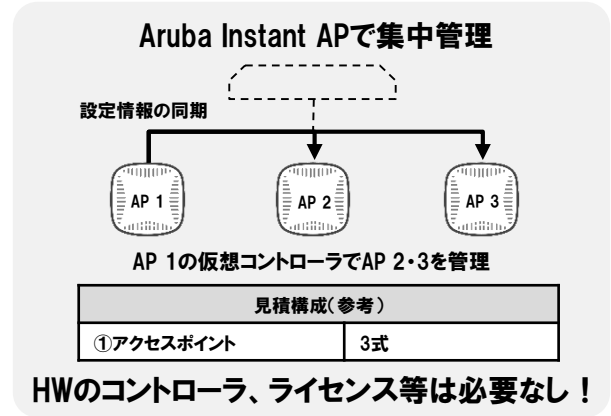 Aruba Instant APで集中管理
設定情報の同期
AP 1
AP 2
AP 3
AP 1の仮想コントローラでAP 2・3を管理
見積構成(参考)
①アクセスポイント
3式
HWのコントローラ、ライセンス等は必要なし！